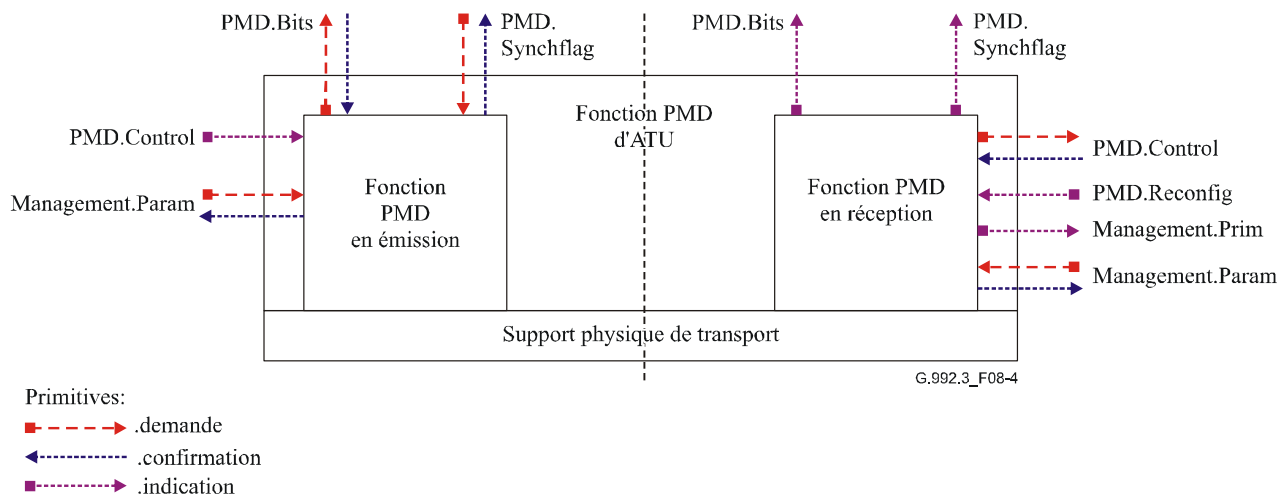 PMD.Bits
PMD.
Synchflag
PMD.Bits
PMD.
Synchflag
Fonction PMD
d'ATU
PMD.Control
Management.Param
Fonction
PMD
en émission
Fonction PMD
en réception
PMD.Control
PMD.Reconfig
Management.Prim
Management.Param
Support physique de transport
G.992.3_F08-4
Primitives:
.demande
.confirmation
.indication